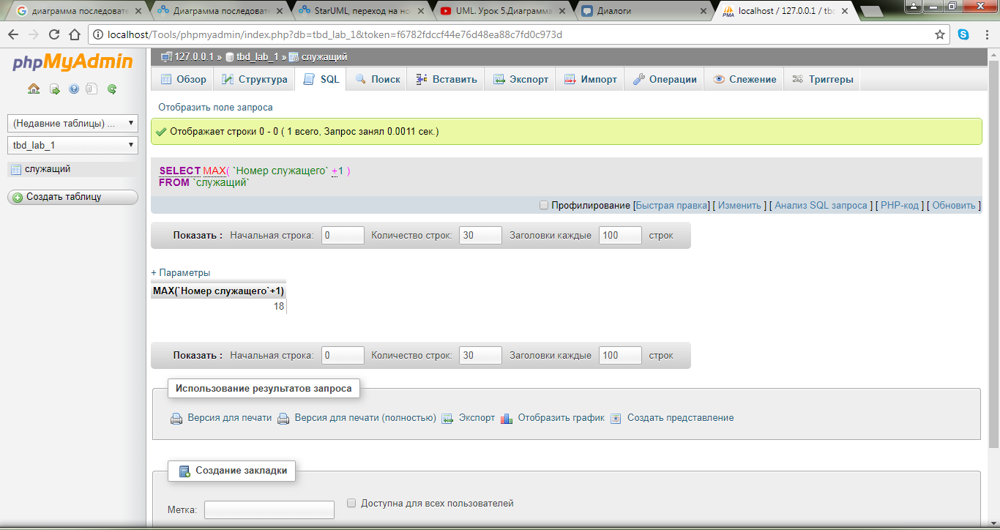 диаграмма последовате
Диаграмма последовате
StarUML, переход на но
UML. Урок 5.Диаграмма
Диалоги
localhost / 127.0.0.1 / tbd
localhost/Tools/phpmyadmin/index.php?db=tbd_lab_1&token=f6782fdccf44e76d48ea88c7fd0c973d
phpMyAdmin
(Недавние таблицы) ...
tbd_lab_1
служащий
Создать таблицу
127.0.0.1 » tbd_lab_1 » служащий
Обзор Структура SQL Поиск Вставить Экспорт Импорт Операции Слежение Триггеры
Отобразить поле запроса
Отображает строки 0 - 0 ( 1 всего, Запрос занял 0.0011 сек.)
SELECT MAX( `Номер служащего` +1 )
FROM `служащий`
Профилирование [Быстрая правка] [ Изменить ] [ Анализ SQL запроса ] [ PHP-код ] [ Обновить ]
Показать : Начальная строка: 0 Количество строк: 30 Заголовки каждые 100 строк
+ Параметры
MAX(`Номер служащего`+1)
18
Показать : Начальная строка: 0 Количество строк: 30 Заголовки каждые 100 строк
Использование результатов запроса
Версия для печати Версия для печати (полностью) Экспорт Отобразить график Создать представление
Создание закладки
Метка: Доступна для всех пользователей